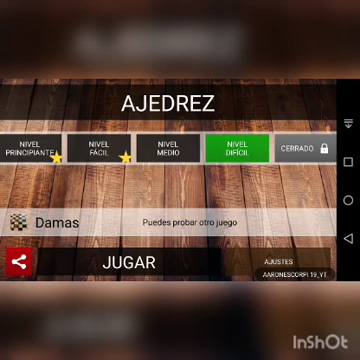 AJEDREZ
NIVEL
PRINCIPIANTE
NIVEL
FÁCIL
NIVEL
MEDIO
NIVEL
DIFÍCIL
CERRADO
Damas
Puedes probar otro juego
JUGAR
AJUSTES
AARONESCORPI 19_YT
InShOt